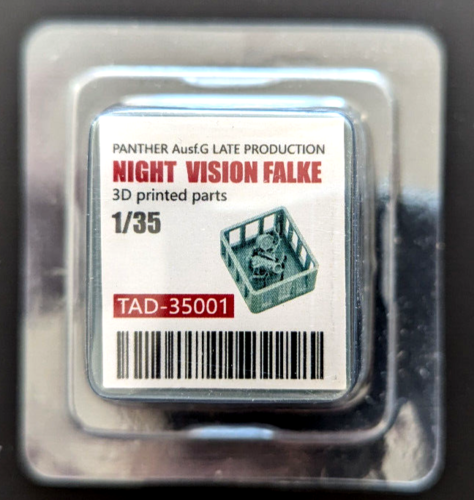 PANTHER Ausf.G LATE PRODUCTION
NIGHT VISION FALKE
3D printed parts
1/35
TAD-35001